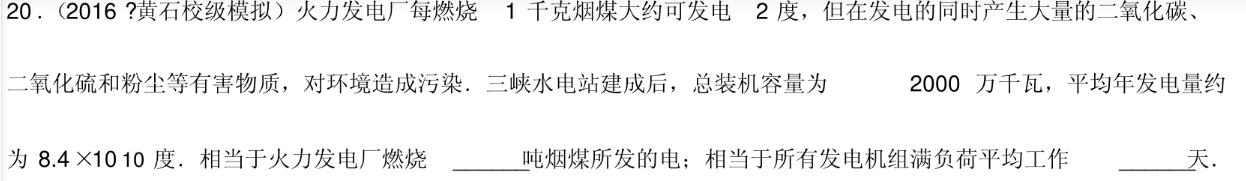 20.（2016 ?黄石校级模拟）火力发电厂每燃烧 1 千克烟煤大约可发电 2 度，但在发电的同时产生大量的二氧化碳、
二氧化硫和粉尘等有害物质，对环境造成污染．三峡水电站建成后，总装机容量为 2000 万千瓦，平均年发电量约
为 8.4 ×10 10 度．相当于火力发电厂燃烧 ______吨烟煤所发的电；相当于所有发电机组满负荷平均工作 ______天．